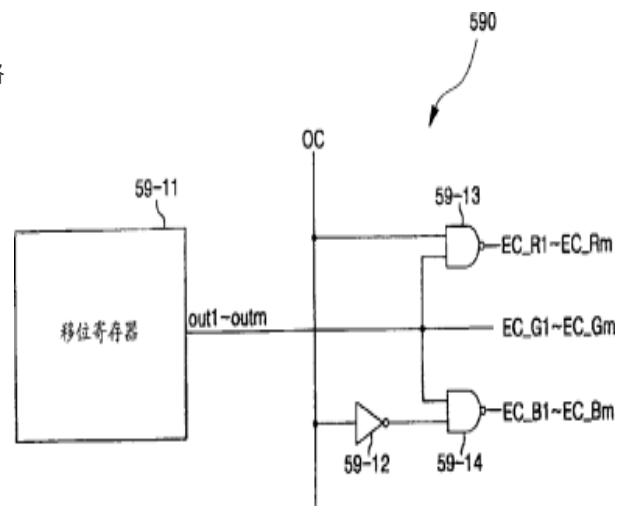 590
OC
59-11
59-13
EC_R1~EC_Rm
移位寄存器
out1~outm
EC_G1~EC_Gm
EC_B1~EC_Bm
59-12
59-14